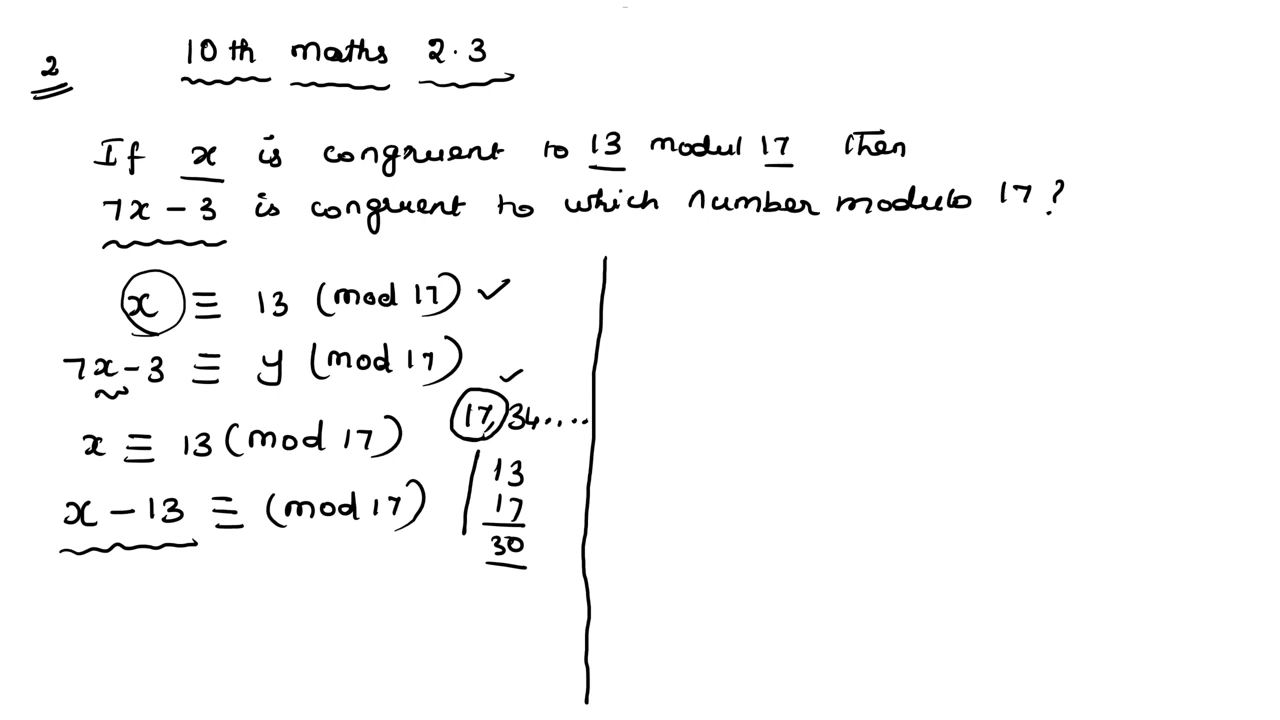 2
10th maths 2.3
If x is congruent to 13 modul 17 then
7x - 3 is congruent to which number modulo 17?
x ≡ 13 (mod 17) ✓
7x - 3 ≡ y (mod 17)
✓
17, 34....
x ≡ 13 (mod 17)
x - 13 ≡ (mod 17)
13
17
30